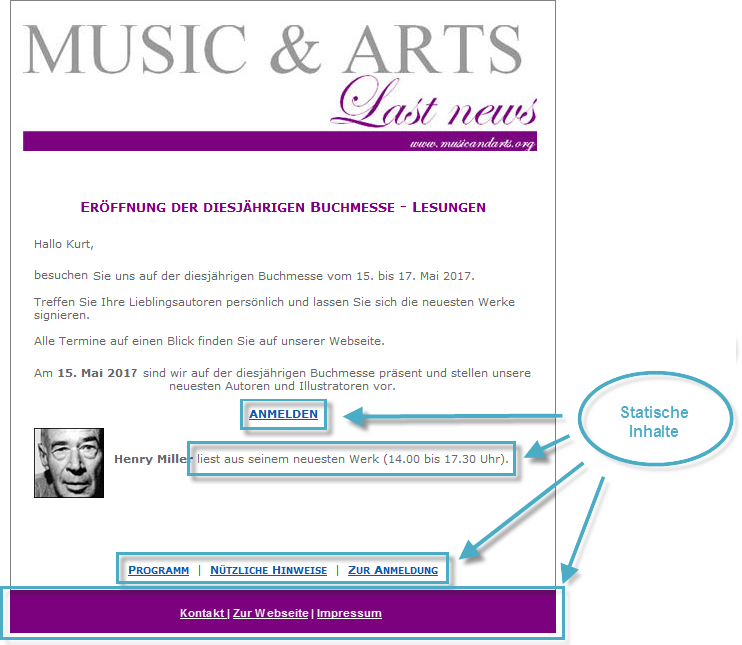 MUSIC & ARTS
Last news
www.musicandarts.org
ERÖFFNUNG DER DIESJÄHRIGEN BUCHMESSE - LESUNGEN
Hallo Kurt,
besuchen Sie uns auf der diesjährigen Buchmesse vom 15. bis 17. Mai 2017.
Treffen Sie Ihre Lieblingsautoren persönlich und lassen Sie sich die neuesten Werke
signieren.
Alle Termine auf einen Blick finden Sie auf unserer Webseite.
Am 15. Mai 2017 sind wir auf der diesjährigen Buchmesse präsent und stellen unsere
neuesten Autoren und Illustratoren vor.
ANMELDEN
Statische
Inhalte
Henry Miller liest aus seinem neuesten Werk (14.00 bis 17.30 Uhr).
PROGRAMM | NÜTZLICHE HINWEISE | ZUR ANMELDUNG
Kontakt | Zur Webseite | Impressum